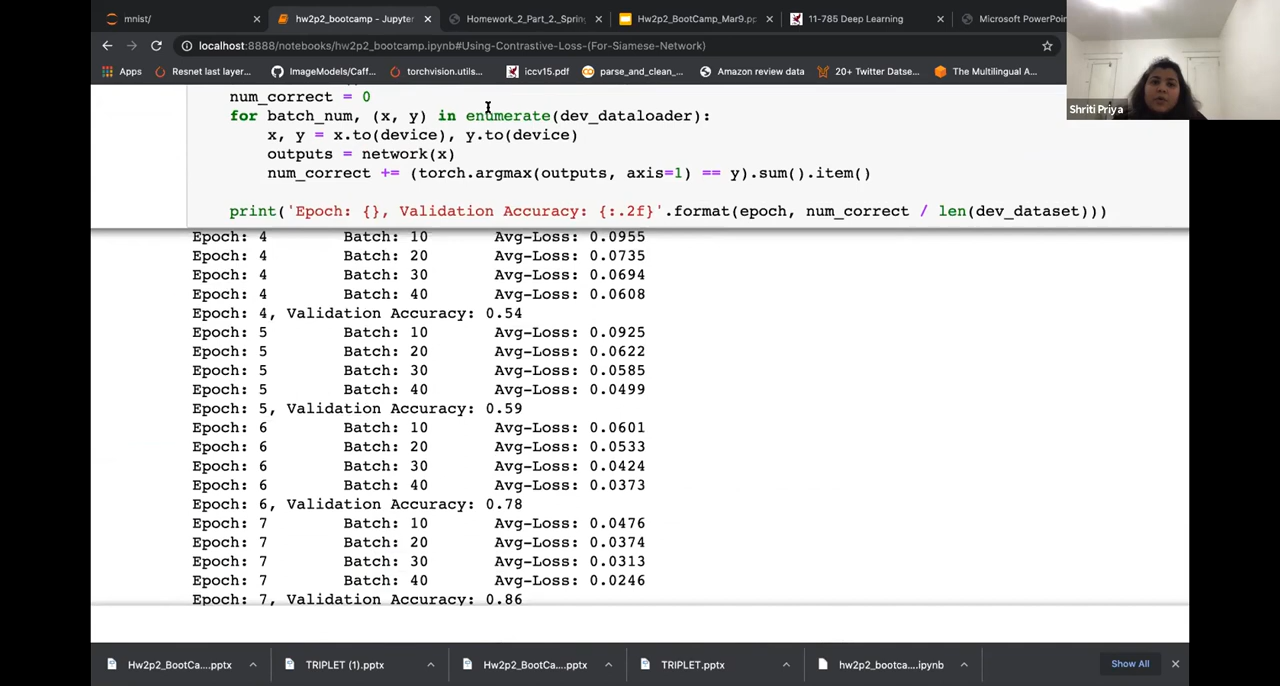 mnist/
hw2p2_bootcamp - Jupyter
Homework_2_Part_2._Spring
Hw2p2_BootCamp_Mar9.pp
11-785 Deep Learning
Microsoft PowerPoin
localhost:8888/notebooks/hw2p2_bootcamp.ipynb#Using-Contrastive-Loss-(For-Siamese-Network)
Apps
Resnet last layer...
ImageModels/Caff...
torchvision.utils...
iccv15.pdf
parse_and_clean_...
Amazon review data
20+ Twitter Datse...
The Multilingual A...
Shriti Priya
num_correct = 0
for batch_num, (x, y) in enumerate(dev_dataloader):
x, y = x.to(device), y.to(device)
outputs = network(x)
num_correct += (torch.argmax(outputs, axis=1) == y).sum().item()
print('Epoch: {}, Validation Accuracy: {:.2f}'.format(epoch, num_correct / len(dev_dataset)))
Epoch: 4 Batch: 10 Avg-Loss: 0.0955
Epoch: 4 Batch: 20 Avg-Loss: 0.0735
Epoch: 4 Batch: 30 Avg-Loss: 0.0694
Epoch: 4 Batch: 40 Avg-Loss: 0.0608
Epoch: 4, Validation Accuracy: 0.54
Epoch: 5 Batch: 10 Avg-Loss: 0.0925
Epoch: 5 Batch: 20 Avg-Loss: 0.0622
Epoch: 5 Batch: 30 Avg-Loss: 0.0585
Epoch: 5 Batch: 40 Avg-Loss: 0.0499
Epoch: 5, Validation Accuracy: 0.59
Epoch: 6 Batch: 10 Avg-Loss: 0.0601
Epoch: 6 Batch: 20 Avg-Loss: 0.0533
Epoch: 6 Batch: 30 Avg-Loss: 0.0424
Epoch: 6 Batch: 40 Avg-Loss: 0.0373
Epoch: 6, Validation Accuracy: 0.78
Epoch: 7 Batch: 10 Avg-Loss: 0.0476
Epoch: 7 Batch: 20 Avg-Loss: 0.0374
Epoch: 7 Batch: 30 Avg-Loss: 0.0313
Epoch: 7 Batch: 40 Avg-Loss: 0.0246
Epoch: 7, Validation Accuracy: 0.86
Hw2p2_BootCa....pptx
TRIPLET (1).pptx
Hw2p2_BootCa....pptx
TRIPLET.pptx
hw2p2_bootca....ipynb
Show All